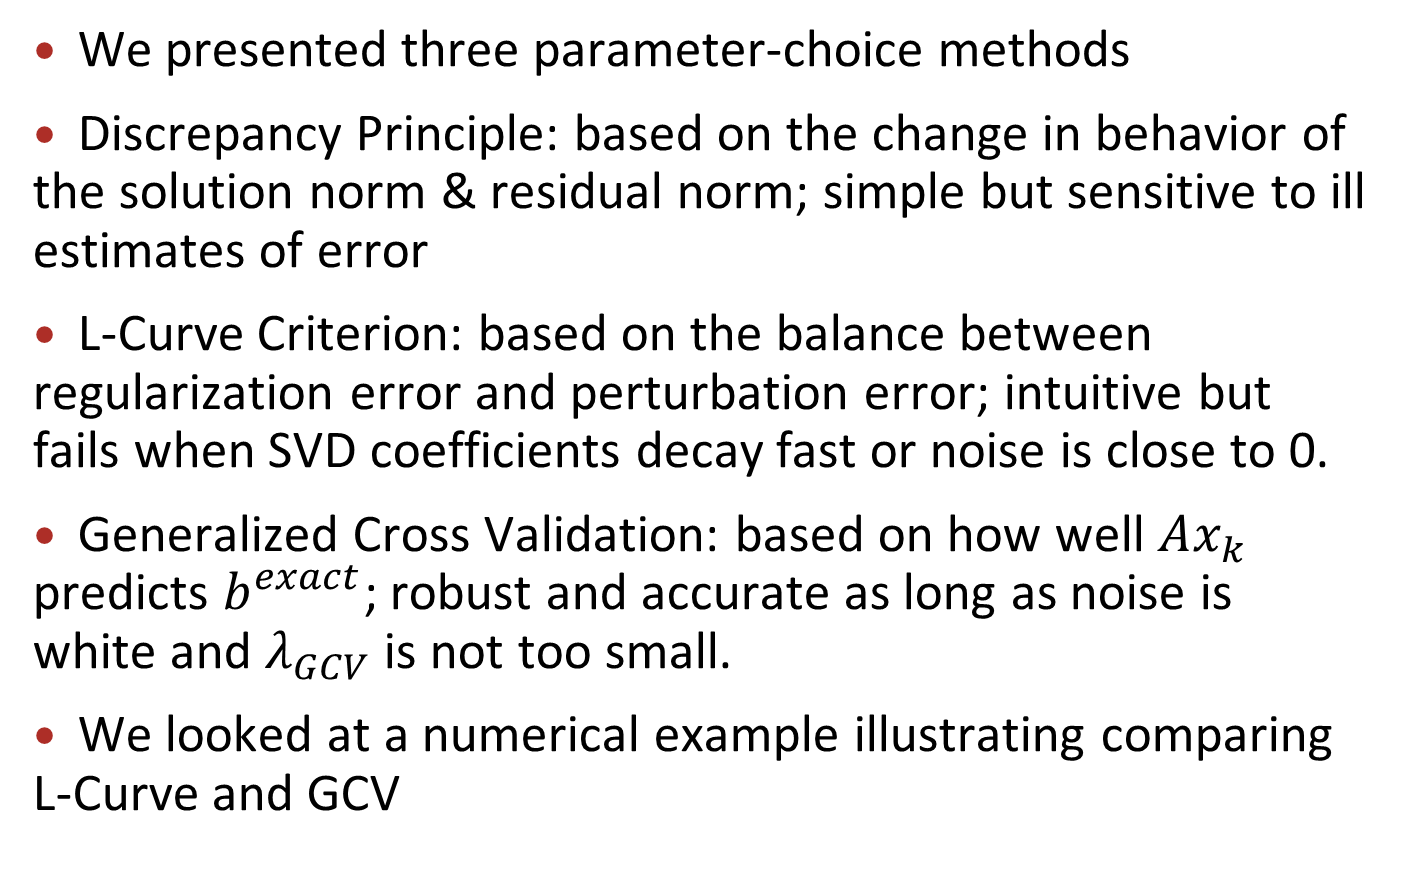 • We presented three parameter-choice methods
• Discrepancy Principle: based on the change in behavior of
the solution norm & residual norm; simple but sensitive to ill
estimates of error
• L-Curve Criterion: based on the balance between
regularization error and perturbation error; intuitive but
fails when SVD coefficients decay fast or noise is close to 0.
• Generalized Cross Validation: based on how well $Ax_k$
predicts $b^{exact}$; robust and accurate as long as noise is
white and $\lambda_{GCV}$ is not too small.
• We looked at a numerical example illustrating comparing
L-Curve and GCV